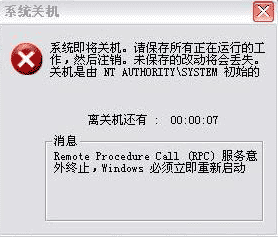 系统关机
系统即将关机。请保存所有正在运行的工
作，然后注销。未保存的改动将会丢失。
关机是由 NT AUTHORITY\SYSTEM 初始的
离关机还有 : 00:00:07
消息
Remote Procedure Call (RPC) 服务意
外终止，Windows 必须立即重新启动